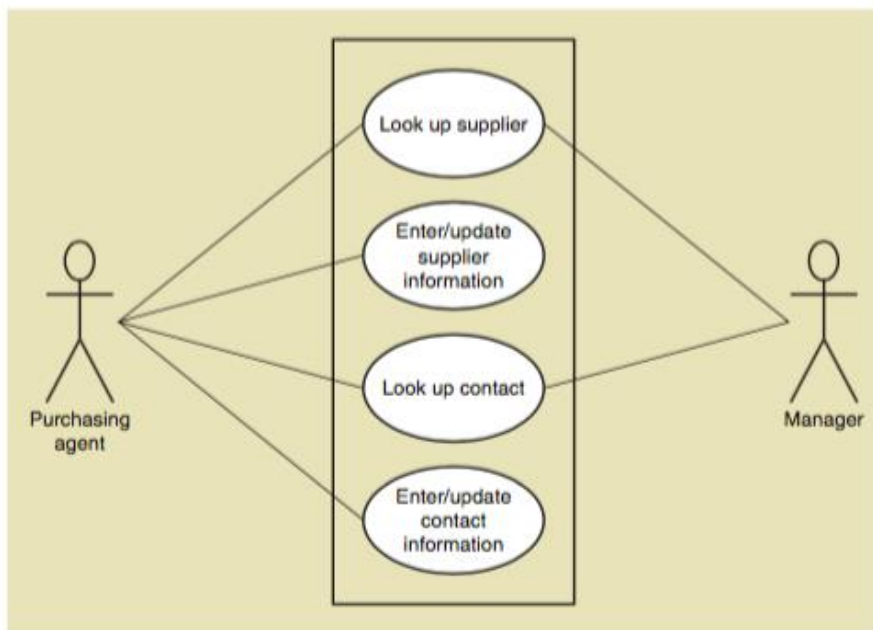 Look up supplier
Enter/update
supplier
information
Look up contact
Purchasing
agent
Manager
Enter/update
contact
information